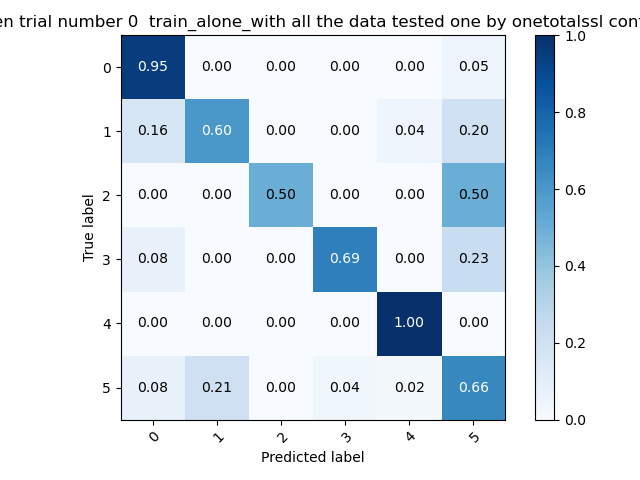 en trial number 0 train_alone_with all the data tested one by onetotalssl con
0 0.95 0.00 0.00 0.00 0.00 0.05
1 0.16 0.60 0.00 0.00 0.04 0.20
2 0.00 0.00 0.50 0.00 0.00 0.50
3 0.08 0.00 0.00 0.69 0.00 0.23
4 0.00 0.00 0.00 0.00 1.00 0.00
5 0.08 0.21 0.00 0.04 0.02 0.66
0 1 2 3 4 5
True label
Predicted label
1.0
0.8
0.6
0.4
0.2
0.0